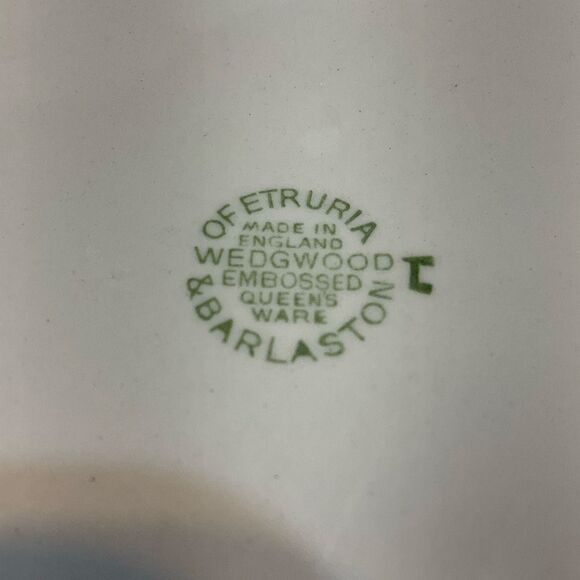 OF ETRURIA
MADE IN
ENGLAND
WEDGWOOD
EMBOSSED
QUEEN'S
WARE
& BARLASTON